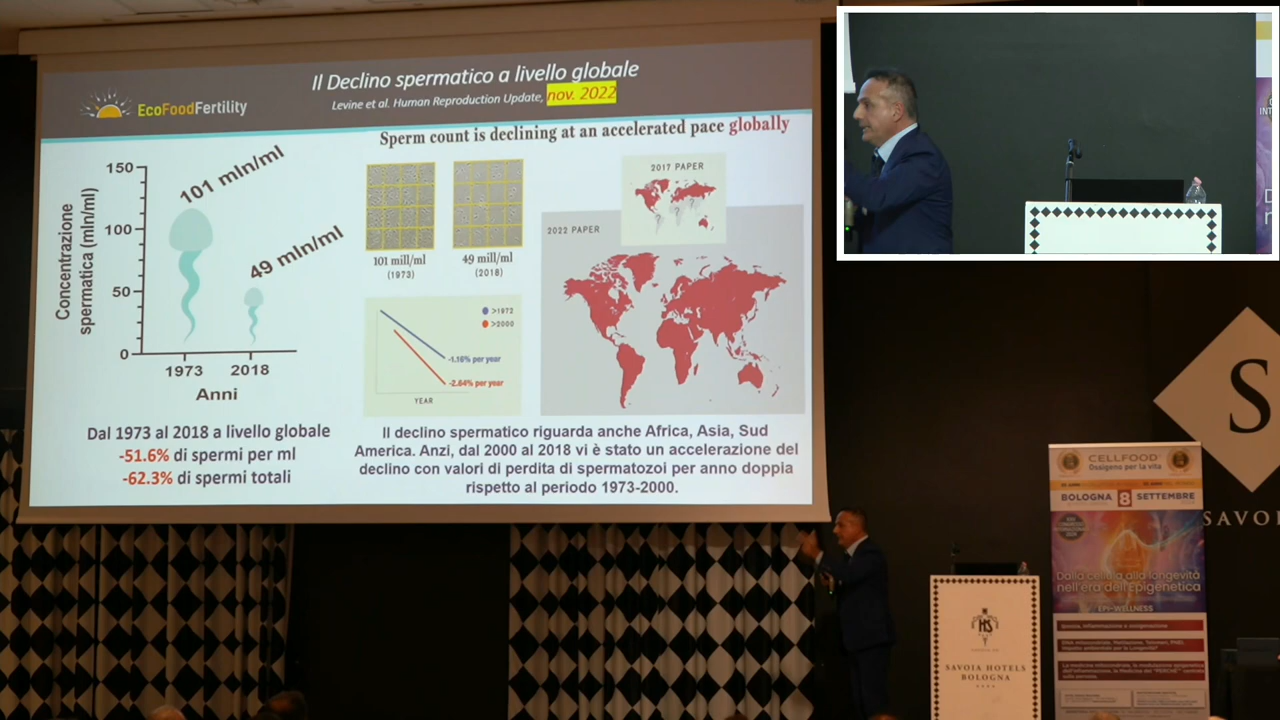 Il Declino spermatico a livello globale
Levine et al. Human Reproduction Update, nov. 2022
EcoFoodFertility
Sperm count is declining at an accelerated pace globally
Concentrazione
spermatica (mln/ml)
150
100
50
0
101 mln/ml
49 mln/ml
1973
2018
Anni
101 mill/ml
(1973)
49 mill/ml
(2018)
>1972
>2000
-1.16% per year
-2.64% per year
YEAR
2017 PAPER
2022 PAPER
Dal 1973 al 2018 a livello globale
-51.6% di spermi per ml
-62.3% di spermi totali
Il declino spermatico riguarda anche Africa, Asia, Sud
America. Anzi, dal 2000 al 2018 vi è stato un accelerazione del
declino con valori di perdita di spermatozoi per anno doppia
rispetto al periodo 1973-2000.
S
SAVOI
HS
SAVOIA HOTELS
BOLOGNA
CELLFOOD
Ossigeno per la vita
BOLOGNA 8 SETTEMBRE
Dalla cellula alla longevità
nell'era dell'Epigenetica
EPI-WELLNESS